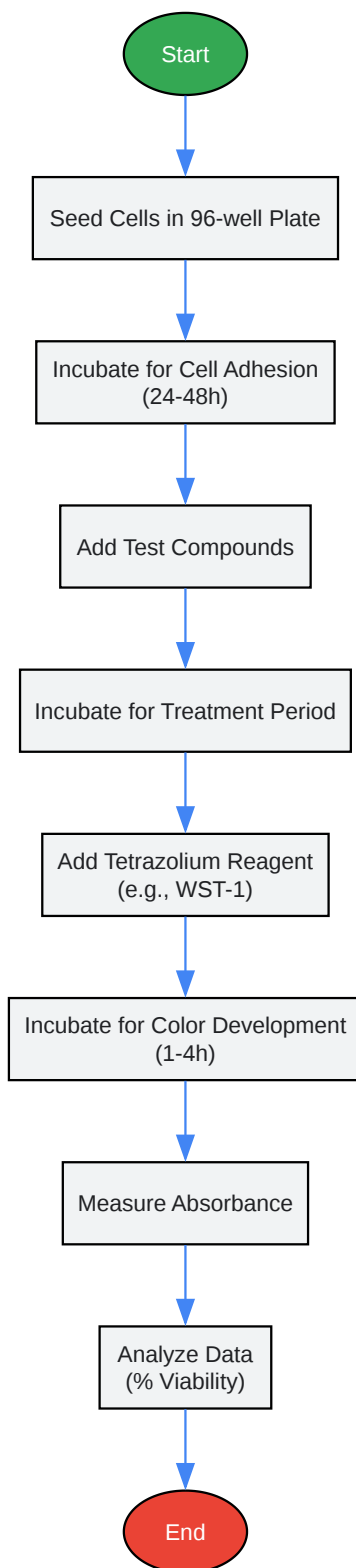 Start
Seed Cells in 96-well Plate
Incubate for Cell Adhesion
(24-48h)
Add Test Compounds
Incubate for Treatment Period
Add Tetrazolium Reagent
(e.g., WST-1)
Incubate for Color Development
(1-4h)
Measure Absorbance
Analyze Data
(% Viability)
End